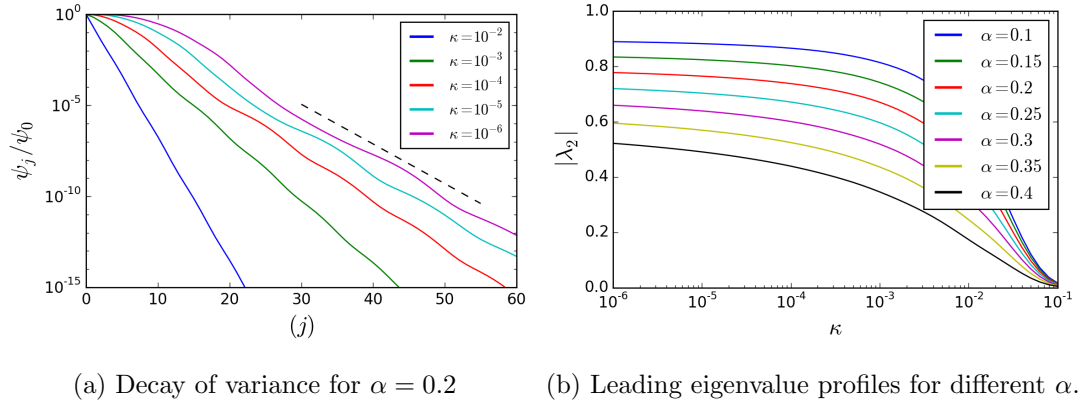 10⁰
10⁻⁵
10⁻¹⁰
10⁻¹⁵
ψ_j/ψ_0
0 10 20 30 40 50 60
(j)
κ=10⁻²
κ=10⁻³
κ=10⁻⁴
κ=10⁻⁵
κ=10⁻⁶
(a) Decay of variance for α = 0.2
1.0
0.8
0.6
0.4
0.2
0.0
|λ₂|
10⁻⁶ 10⁻⁵ 10⁻⁴ 10⁻³ 10⁻² 10⁻¹
κ
α=0.1
α=0.15
α=0.2
α=0.25
α=0.3
α=0.35
α=0.4
(b) Leading eigenvalue profiles for different α.